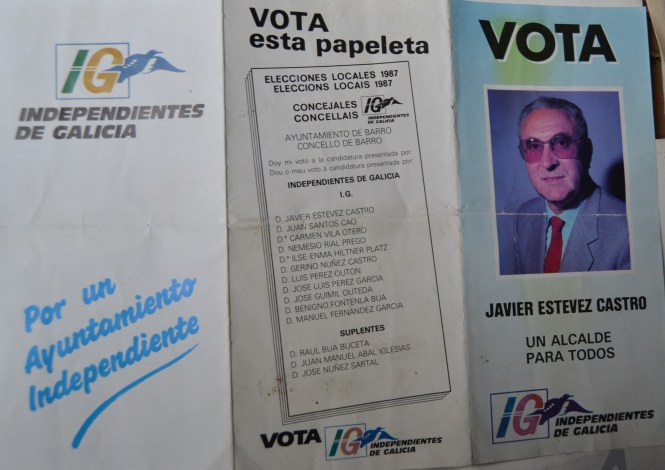 IG
INDEPENDIENTES
DE GALICIA
Por un
Ayuntamiento
Independiente
VOTA
esta papeleta
ELECCIONES LOCALES 1987
ELECCIONS LOCAIS 1987
CONCEJALES
CONCELLAIS
IG
INDEPENDIENTES
DE GALICIA
AYUNTAMIENTO DE BARRO
CONCELLO DE BARRO
Doy mi voto a la candidatura presentada por:
Dou o meu voto a candidatura presentada por:
INDEPENDIENTES DE GALICIA
I.G.
D. JAVIER ESTEVEZ CASTRO
D. JUAN SANTOS CAO
D.ª CARMEN VILA OTERO
D. NEMESIO RIAL PREGO
D.ª ILSE-ENMA HILTNER PLATZ
D. GERINO NUÑEZ CASTRO
D. LUIS PEREZ OUTON
D. JOSE LUIS PEREZ GARCIA
D. JOSE GUIMIL OUTEDA
D. BENIGNO FONTENLA BUA
D. MANUEL FERNANDEZ GARCIA
SUPLENTES
D. RAUL BUA BUCETA
D. JUAN MANUEL ABAL IGLESIAS
D. JOSE NUÑEZ SARTAL
VOTA IG INDEPENDIENTES
DE GALICIA
VOTA
JAVIER ESTEVEZ CASTRO
UN ALCALDE
PARA TODOS
IG INDEPENDIENTES
DE GALICIA